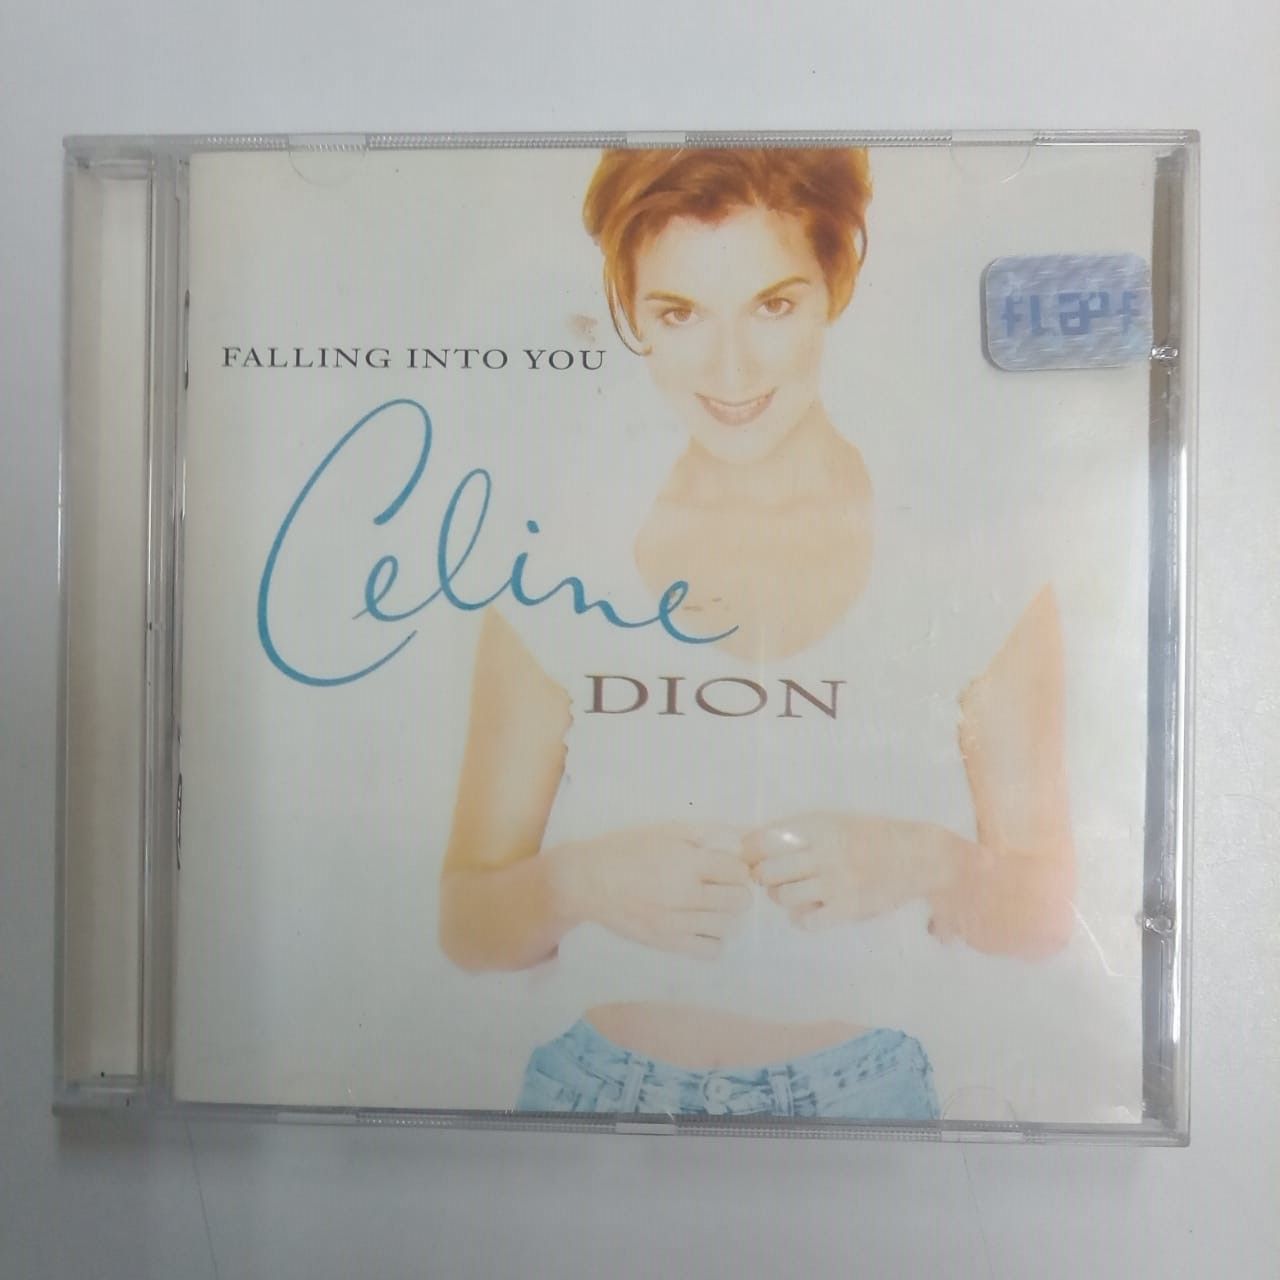 FALLING INTO YOU
Celine
DION